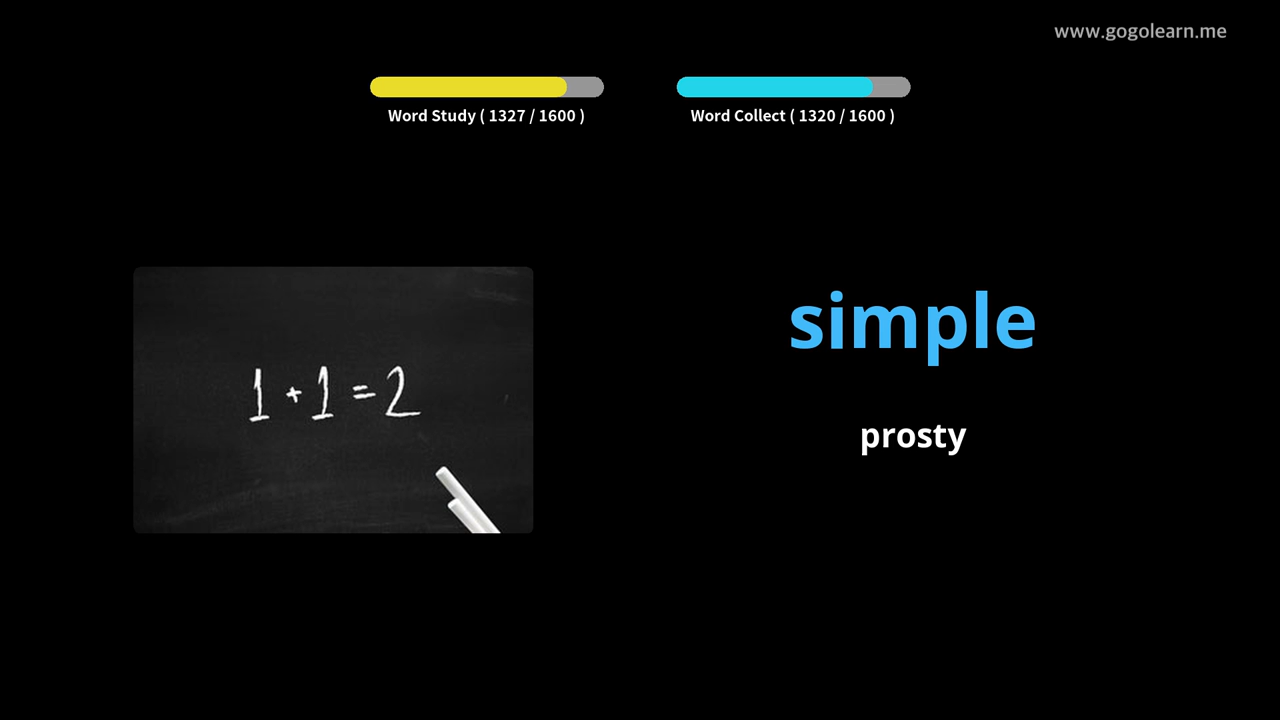 www.gogolearn.me
Word Study ( 1327 / 1600 )
Word Collect ( 1320 / 1600 )
1 + 1 = 2
simple
prosty